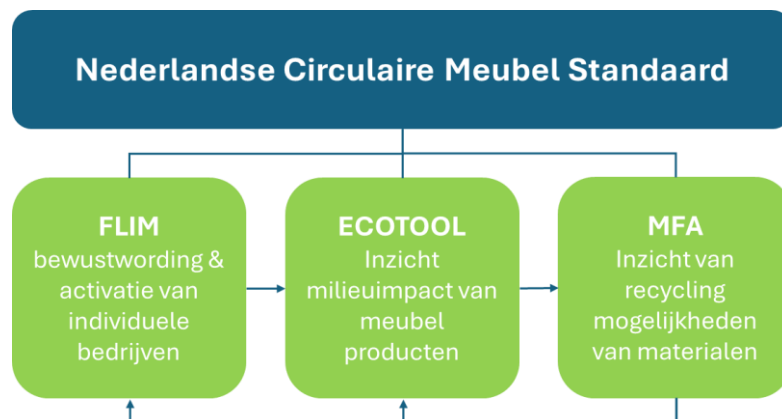 Nederlandse Circulaire Meubel Standaard
FLIM
bewustwording &
activatie van
individuele
bedrijven
ECOTOOL
Inzicht
milieuimpact van
meubel
producten
MFA
Inzicht van
recycling
mogelijkheden
van materialen